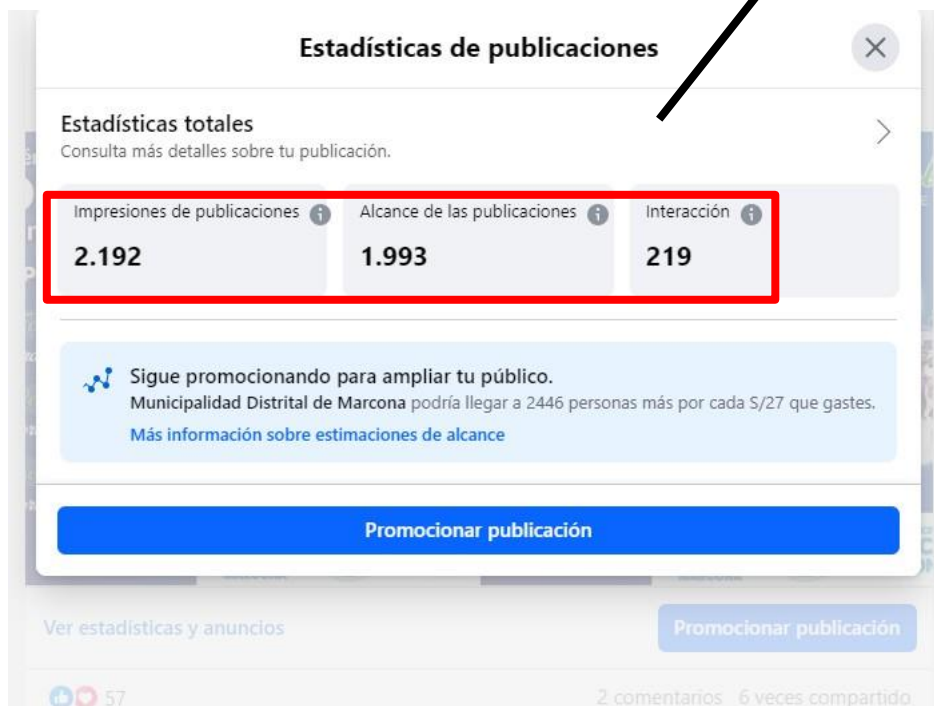 Estadísticas de publicaciones
Estadísticas totales
Consulta más detalles sobre tu publicación.
Impresiones de publicaciones Alcance de las publicaciones Interacción
2.192 1.993 219
Sigue promocionando para ampliar tu público.
Municipalidad Distrital de Marcona podría llegar a 2446 personas más por cada S/27 que gastes.
Más información sobre estimaciones de alcance
Promocionar publicación
Ver estadísticas y anuncios Promocionar publicación
57 2 comentarios 6 veces compartido